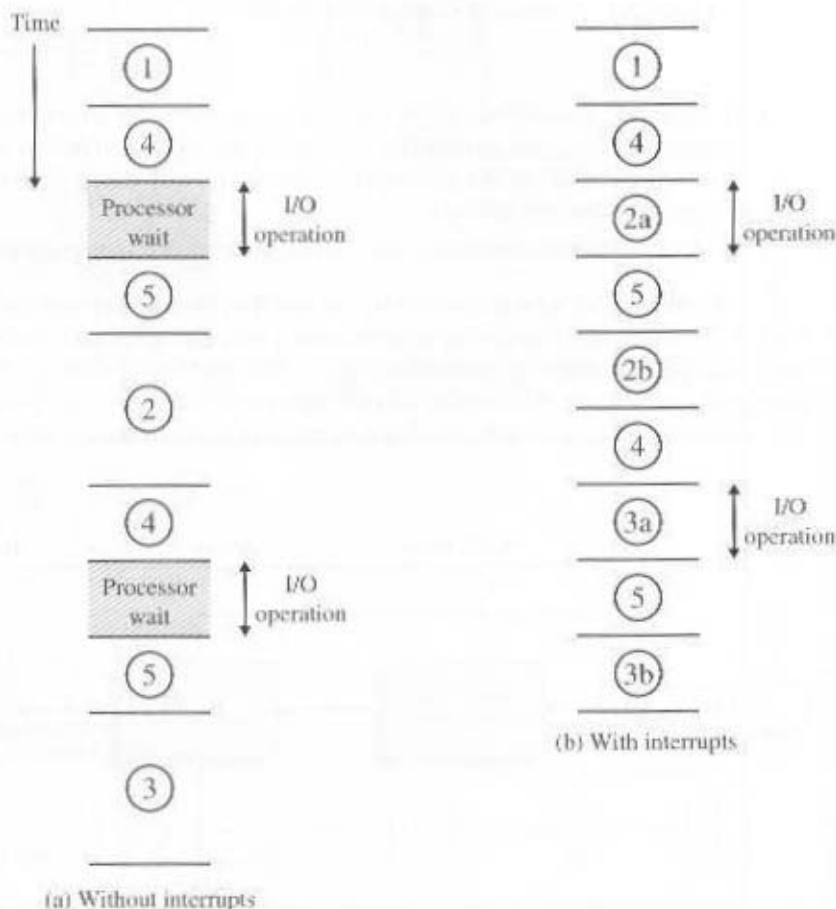 Time
1
4
Processor
wait
I/O
operation
5
2
4
Processor
wait
I/O
operation
5
3
(a) Without interrupts
1
4
2a
I/O
operation
5
2b
4
3a
I/O
operation
5
3b
(b) With interrupts